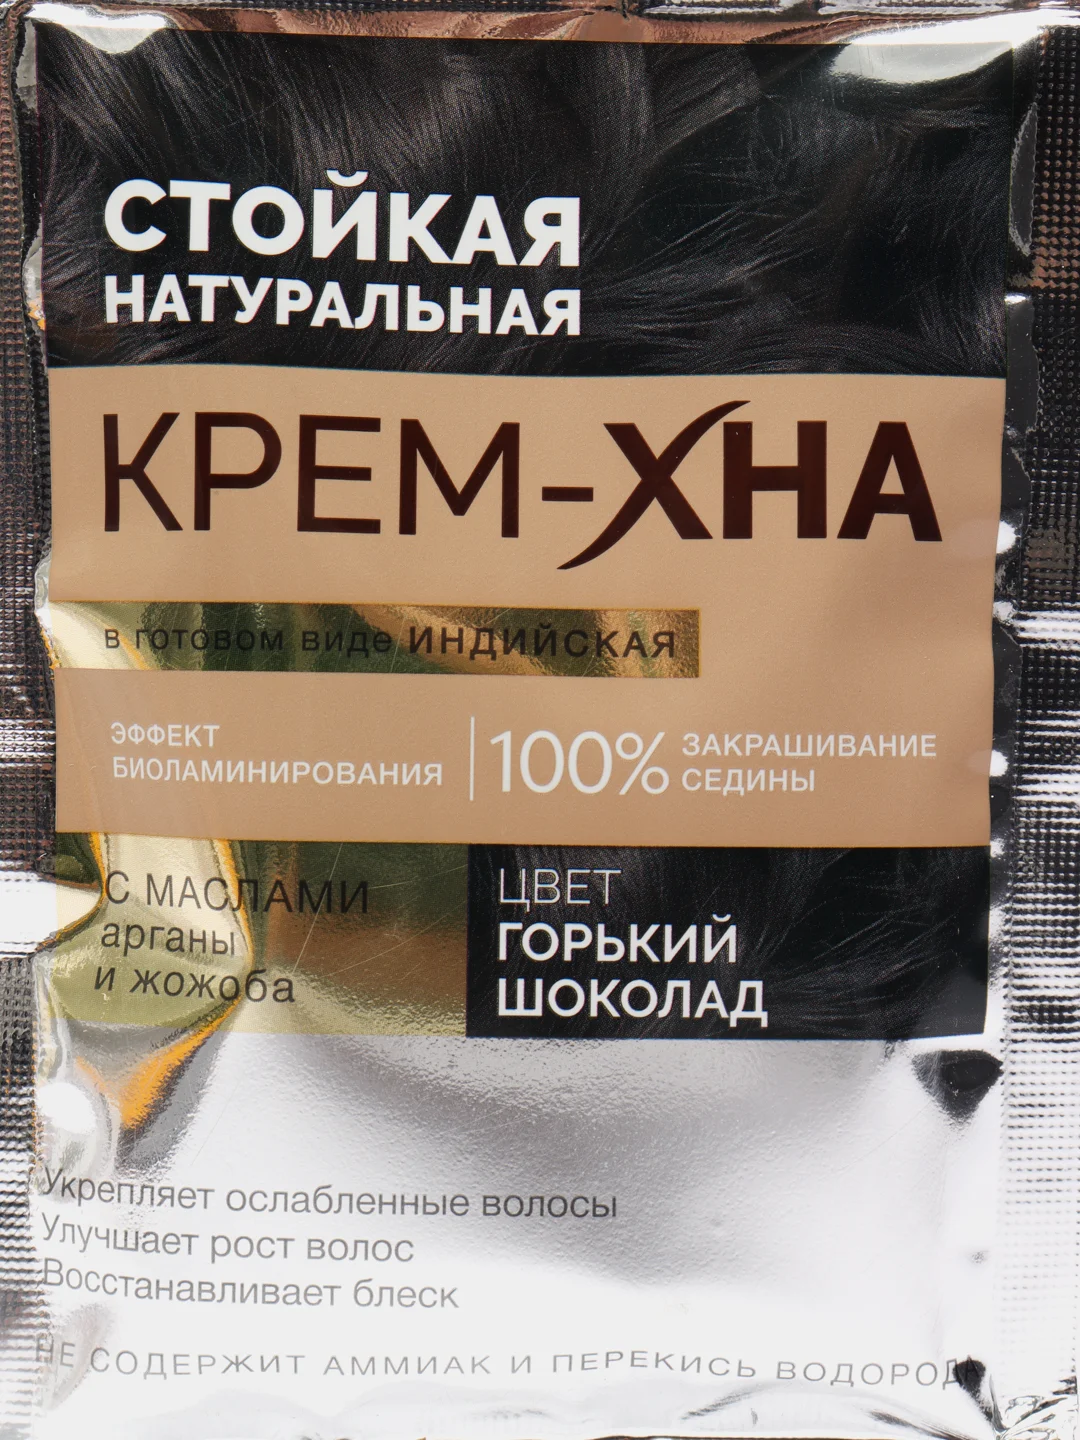 СТОЙКАЯ
НАТУРАЛЬНАЯ
КРЕМ-ХНА
в готовом виде ИНДИЙСКАЯ
ЭФФЕКТ
БИОЛАМИНИРОВАНИЯ
100% ЗАКРАШИВАНИЕ
СЕДИНЫ
С МАСЛАМИ
арганы
и жожоба
ЦВЕТ
ГОРЬКИЙ
ШОКОЛАД
Укрепляет ослабленные волосы
Улучшает рост волос
Восстанавливает блеск
НЕ СОДЕРЖИТ АММИАК И ПЕРЕКИСЬ ВОДОРОДА